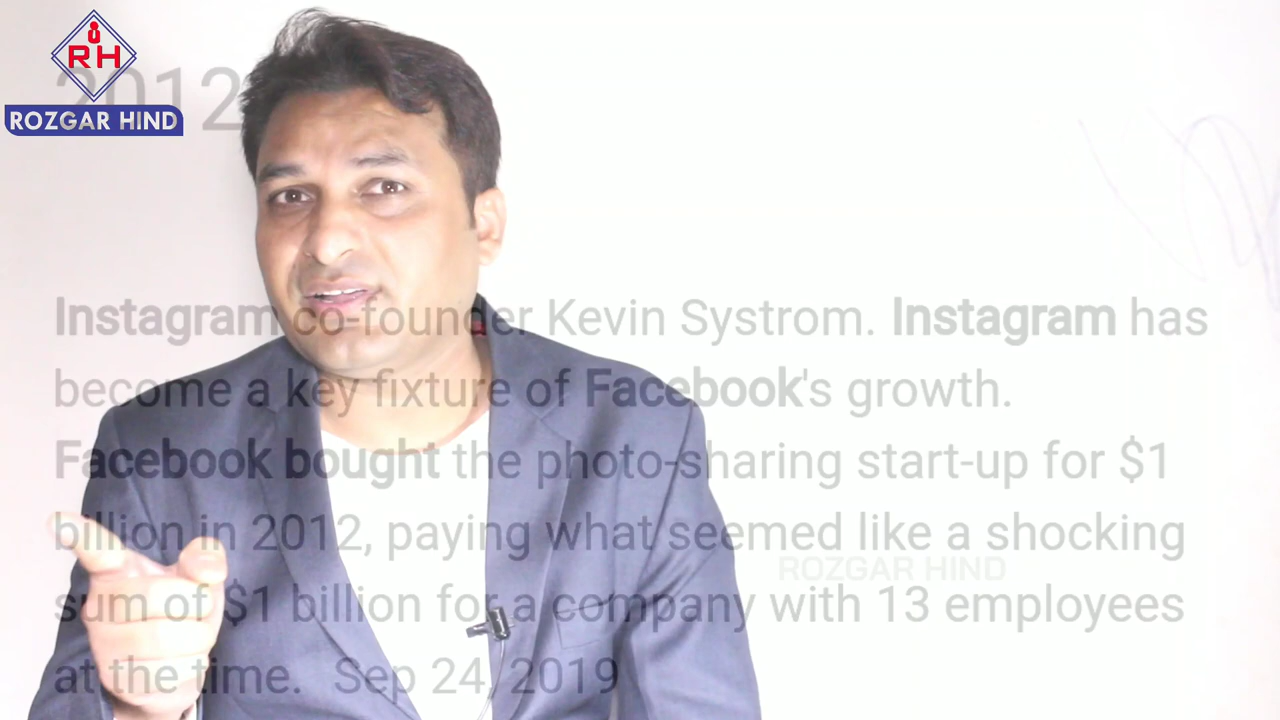 RH
ROZGAR HIND
2012
Instagram co-founder Kevin Systrom. Instagram has
become a key fixture of Facebook's growth.
Facebook bought the photo-sharing start-up for $1
billion in 2012, paying what seemed like a shocking
ROZGAR HIND
sum of $1 billion for a company with 13 employees
at the time. Sep 24, 2019